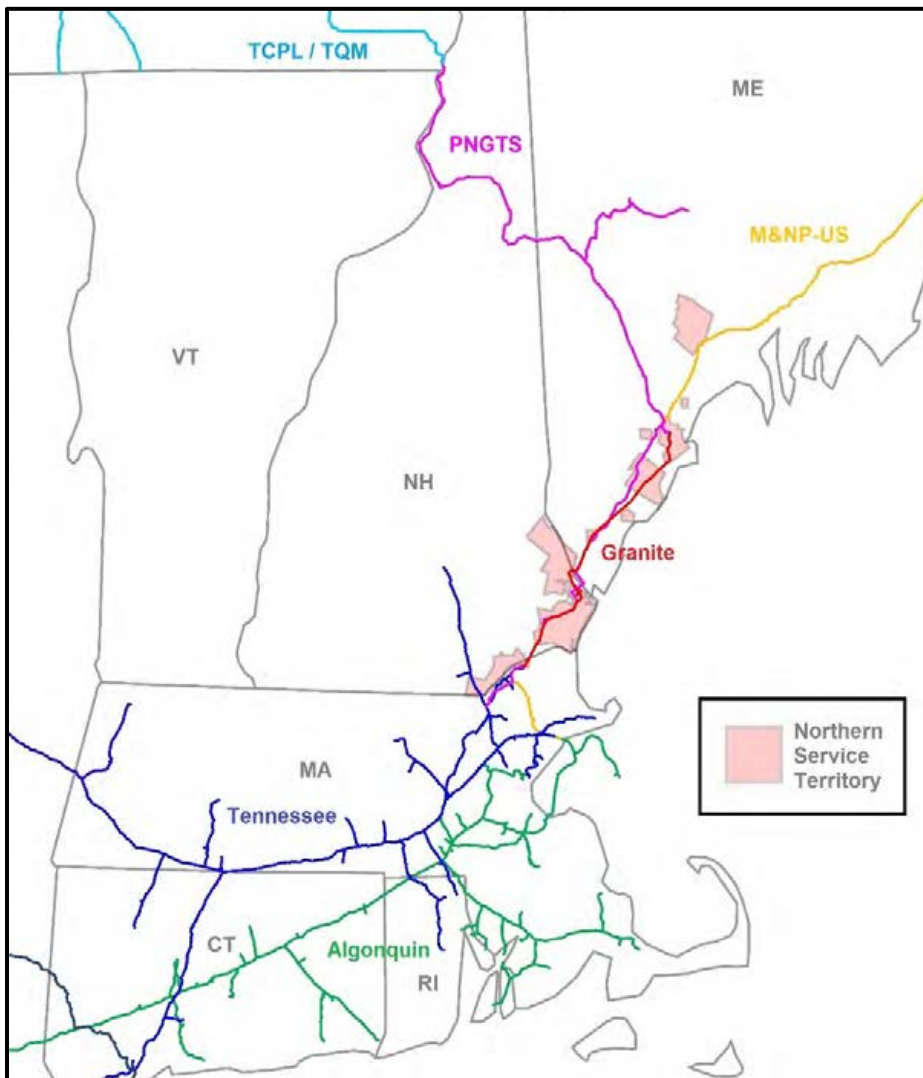 TCPL / TQM
ME
PNGTS
M&NP-US
VT
NH
Granite
Northern
Service
Territory
MA
Tennessee
CT
Algonquin
RI